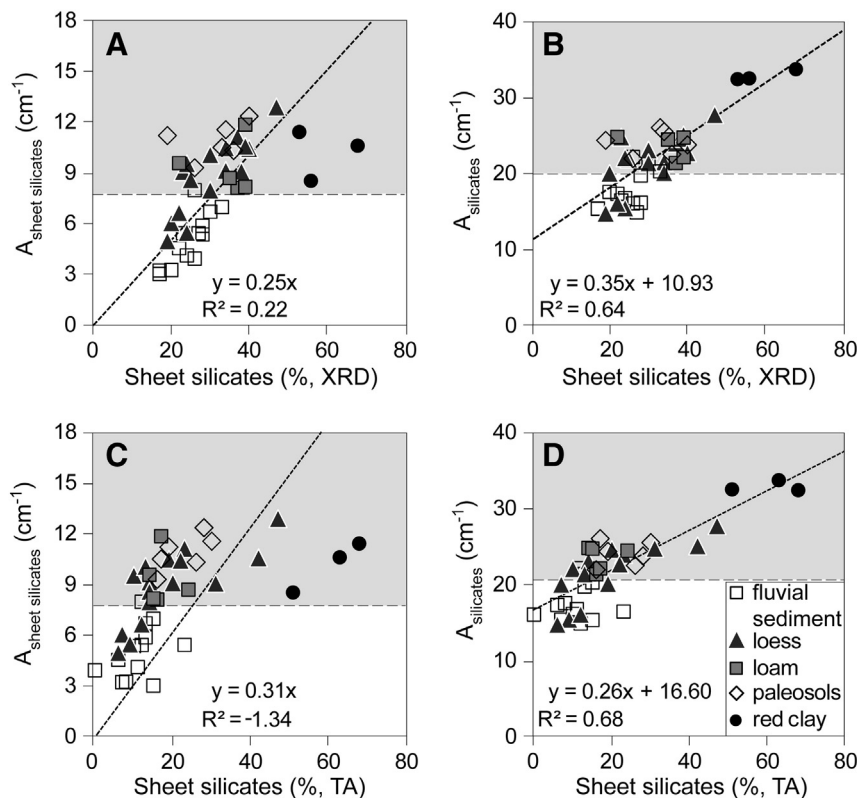 A
A sheet silicates (cm-1)
18
15
12
9
6
3
0
y = 0.25x
R² = 0.22
0 20 40 60 80
Sheet silicates (%, XRD)
B
A silicates (cm-1)
40
30
20
10
0
y = 0.35x + 10.93
R² = 0.64
0 20 40 60 80
Sheet silicates (%, XRD)
C
A sheet silicates (cm-1)
18
15
12
9
6
3
0
y = 0.31x
R² = -1.34
0 20 40 60 80
Sheet silicates (%, TA)
D
A silicates (cm-1)
40
30
20
10
0
y = 0.26x + 16.60
R² = 0.68
fluvial
sediment
loess
loam
paleosols
red clay
0 20 40 60 80
Sheet silicates (%, TA)